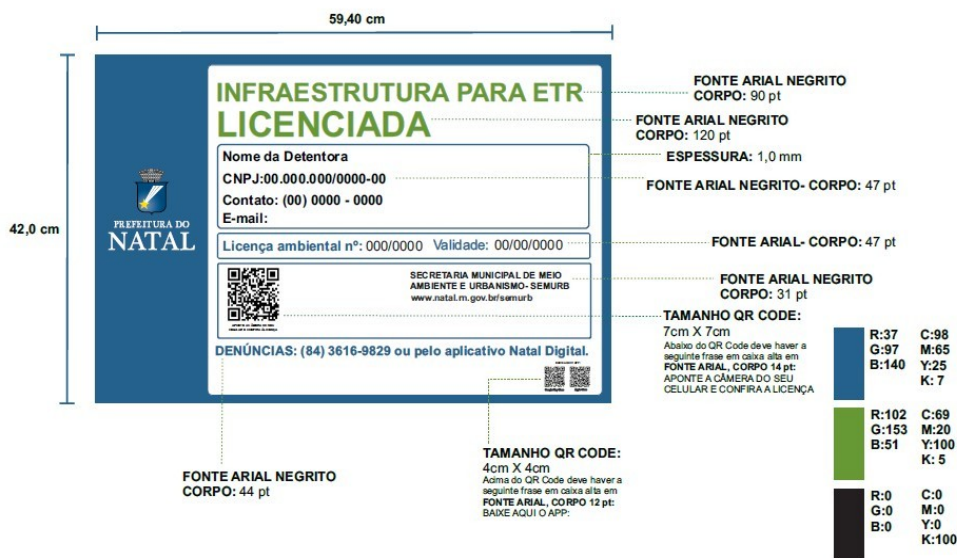 59,40 cm
42,0 cm
PREFEITURA DO
NATAL
INFRAESTRUTURA PARA ETR
LICENCIADA
Nome da Detentora
CNPJ:00.000.000/0000-00
Contato: (00) 0000 - 0000
E-mail:
Licença ambiental nº: 000/0000 Validade: 00/00/0000
SECRETARIA MUNICIPAL DE MEIO
AMBIENTE E URBANISMO- SEMURB
www.natal.rn.gov.br/semurb
DENÚNCIAS: (84) 3616-9829 ou pelo aplicativo Natal Digital.
FONTE ARIAL NEGRITO
CORPO: 90 pt
FONTE ARIAL NEGRITO
CORPO: 120 pt
ESPESSURA: 1,0 mm
FONTE ARIAL NEGRITO- CORPO: 47 pt
FONTE ARIAL- CORPO: 47 pt
FONTE ARIAL NEGRITO
CORPO: 31 pt
TAMANHO QR CODE:
7cm X 7cm
Abaixo do QR Code deve haver a
seguinte frase em caixa alta em
FONTE ARIAL, CORPO 14 pt:
APONTE A CÂMERA DO SEU
CELULAR E CONFIRA A LICENÇA
FONTE ARIAL NEGRITO
CORPO: 44 pt
TAMANHO QR CODE:
4cm X 4cm
Acima do QR Code deve haver a
seguinte frase em caixa alta em
FONTE ARIAL, CORPO 12 pt:
BAIXE AQUI O APP:
R:37 C:98
G:97 M:65
B:140 Y:25
K: 7
R:102 C:69
G:153 M:20
B:51 Y:100
K: 5
R:0 C:0
G:0 M:0
B:0 Y:0
K:100